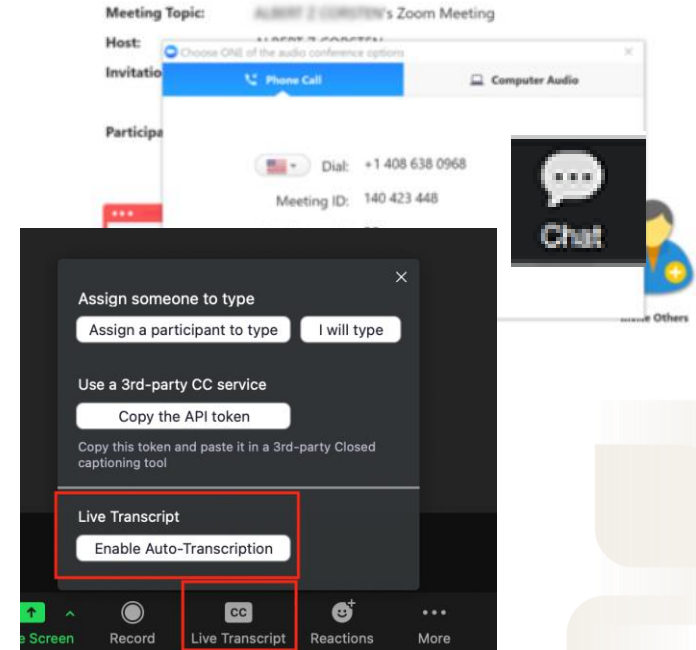 Meeting Topic: 's Zoom Meeting
Host:
Choose ONE of the audio conference options
Invitatio
Phone Call Computer Audio
Participa
Dial: +1 408 638 0968
Meeting ID: 140 423 448
Chat
Others
Assign someone to type
Assign a participant to type I will type
Use a 3rd-party CC service
Copy the API token
Copy this token and paste it in a 3rd-party Closed
captioning tool
Live Transcript
Enable Auto-Transcription
CC
e Screen Record Live Transcript Reactions More